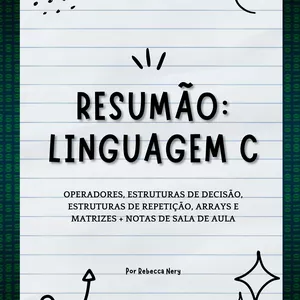 RESUMÃO:
LINGUAGEM C
OPERADORES, ESTRUTURAS DE DECISÃO,
ESTRUTURAS DE REPETIÇÃO, ARRAYS E
MATRIZES + NOTAS DE SALA DE AULA
Por Rebecca Nery